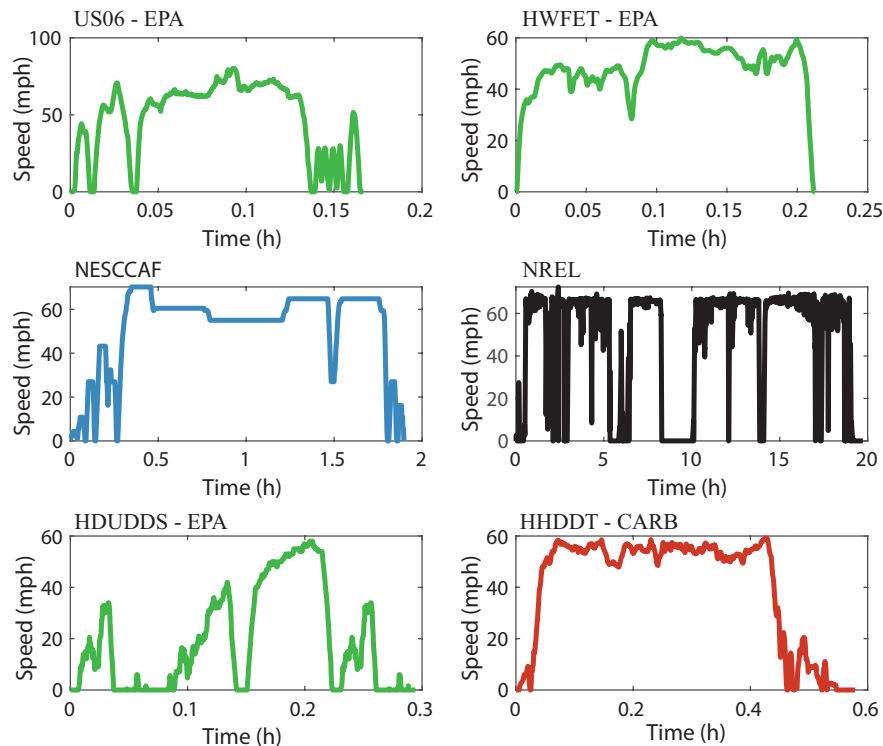 US06 - EPA
100
50
0
Speed (mph)
0
0.05
0.1
0.15
0.2
Time (h)
HWFET - EPA
60
40
20
0
Speed (mph)
0
0.05
0.1
0.15
0.2
0.25
Time (h)
NESCCAF
60
40
20
0
Speed (mph)
0
0.5
1
1.5
2
Time (h)
NREL
60
40
20
0
Speed (mph)
0
5
10
15
20
Time (h)
HDUDDS - EPA
60
40
20
0
Speed (mph)
0
0.1
0.2
0.3
Time (h)
HHDDT - CARB
60
40
20
0
Speed (mph)
0
0.2
0.4
0.6
Time (h)